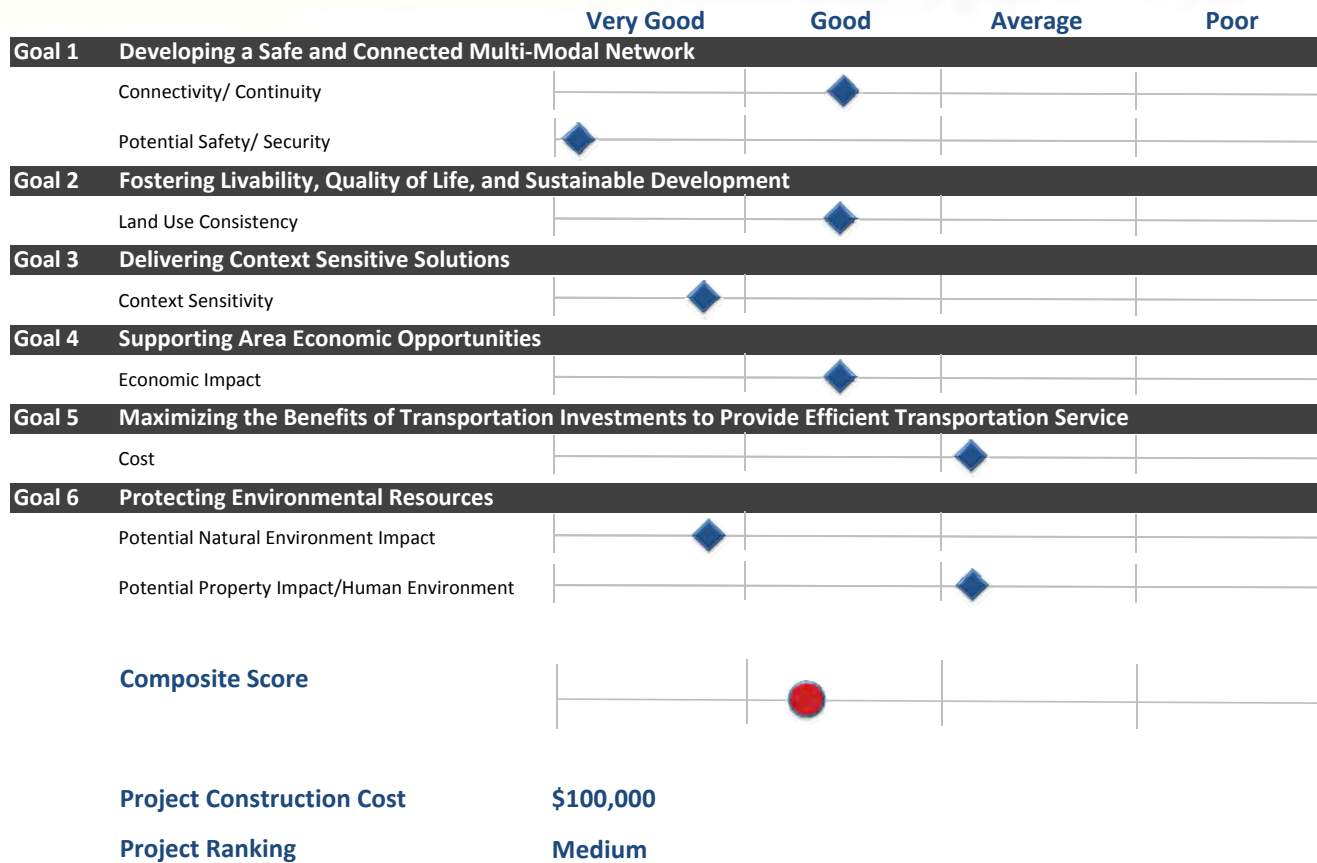 Very Good Good Average Poor
Goal 1 Developing a Safe and Connected Multi-Modal Network
Connectivity/ Continuity
Potential Safety/ Security
Goal 2 Fostering Livability, Quality of Life, and Sustainable Development
Land Use Consistency
Goal 3 Delivering Context Sensitive Solutions
Context Sensitivity
Goal 4 Supporting Area Economic Opportunities
Economic Impact
Goal 5 Maximizing the Benefits of Transportation Investments to Provide Efficient Transportation Service
Cost
Goal 6 Protecting Environmental Resources
Potential Natural Environment Impact
Potential Property Impact/Human Environment
Composite Score
Project Construction Cost $100,000
Project Ranking Medium